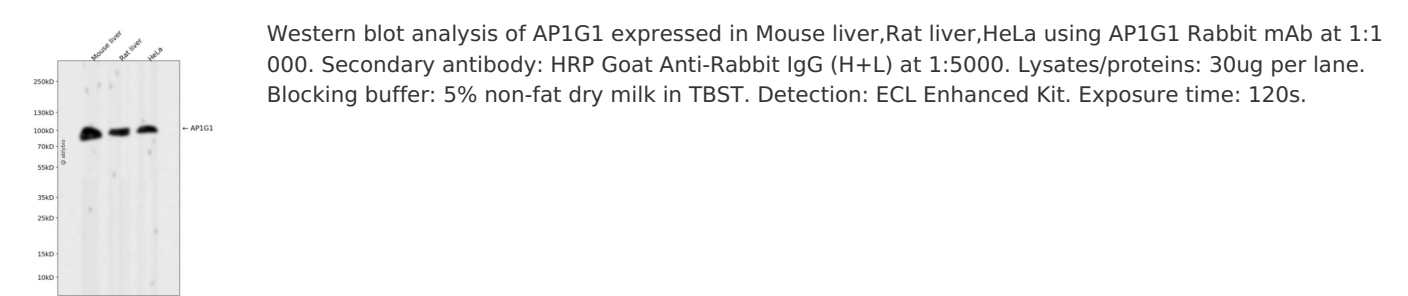 Mouse liver
Rat liver
HeLa
250kD
130kD
100kD
70kD
55kD
35kD
25kD
15kD
10kD
← AP1G1
@ ablybio
Western blot analysis of AP1G1 expressed in Mouse liver,Rat liver,HeLa using AP1G1 Rabbit mAb at 1:1
000. Secondary antibody: HRP Goat Anti-Rabbit IgG (H+L) at 1:5000. Lysates/proteins: 30ug per lane.
Blocking buffer: 5% non-fat dry milk in TBST. Detection: ECL Enhanced Kit. Exposure time: 120s.